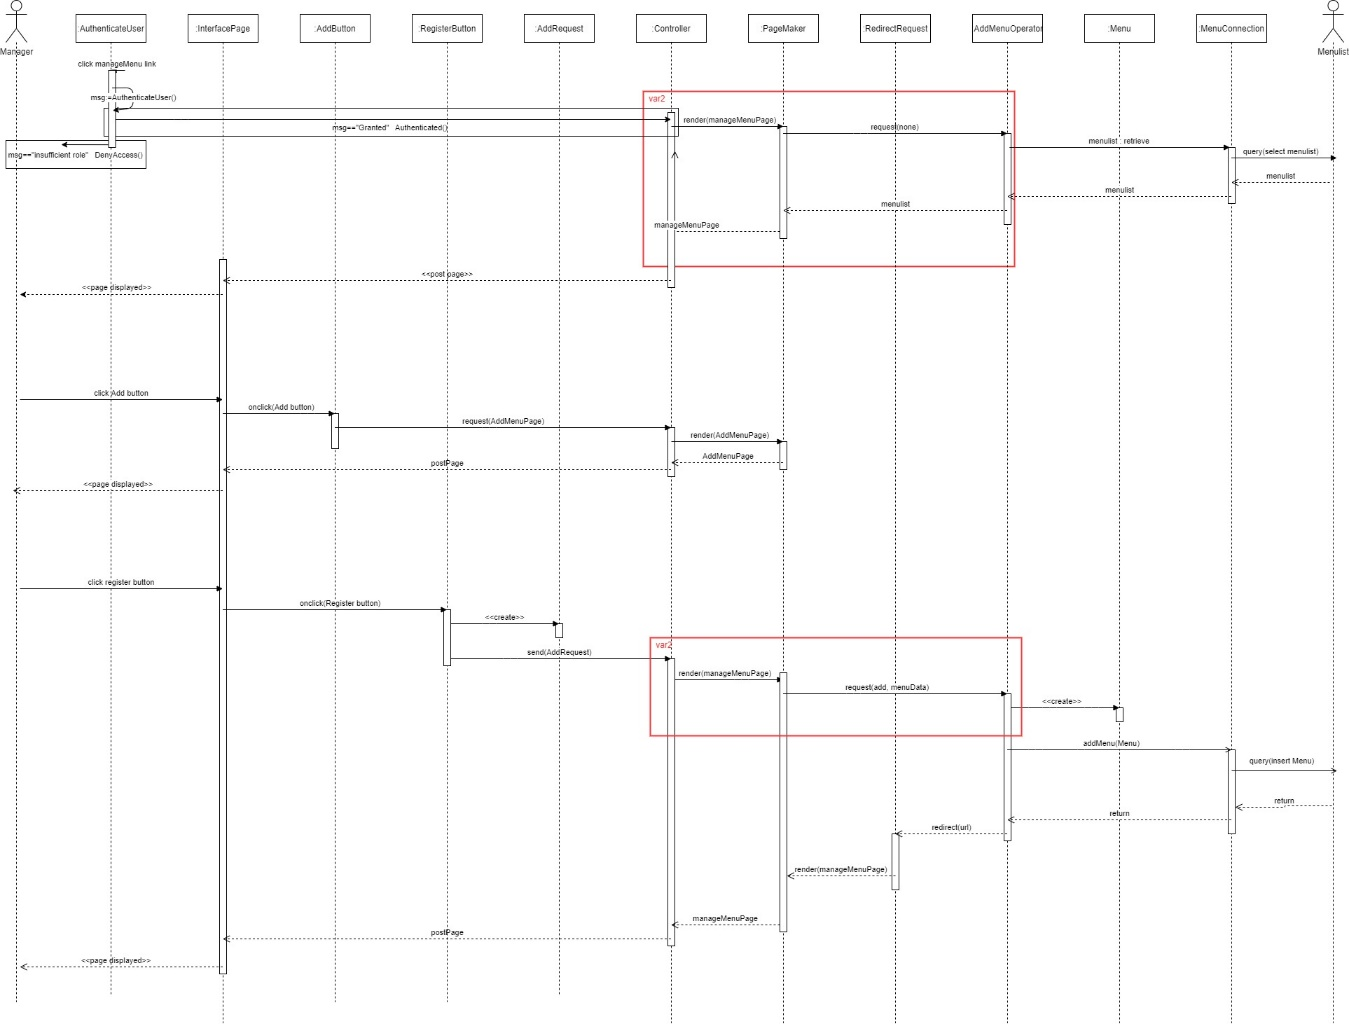 :AuthenticateUser
:InterfacePage
:AddButton
:RegisterButton
:AddRequest
:Controller
:PageMaker
:RedirectRequest
:AddMenuOperator
:Menu
:MenuConnection
Manager
Menulist
click manageMenu link
msg:=AuthenticateUser()
msg=="Granted" Authenticated()
msg=="insufficient role" DenyAccess()
var2
render(manageMenuPage)
request(none)
menulist : retrieve
query(select menulist)
menulist
menulist
menulist
manageMenuPage
<<post page>>
<<page displayed>>
click Add button
onclick(Add button)
request(AddMenuPage)
render(AddMenuPage)
AddMenuPage
postPage
<<page displayed>>
click register button
onclick(Register button)
<<create>>
var2
send(AddRequest)
render(manageMenuPage)
request(add, menuData)
<<create>>
addMenu(Menu)
query(insert Menu)
return
return
redirect(url)
render(manageMenuPage)
manageMenuPage
postPage
<<page displayed>>